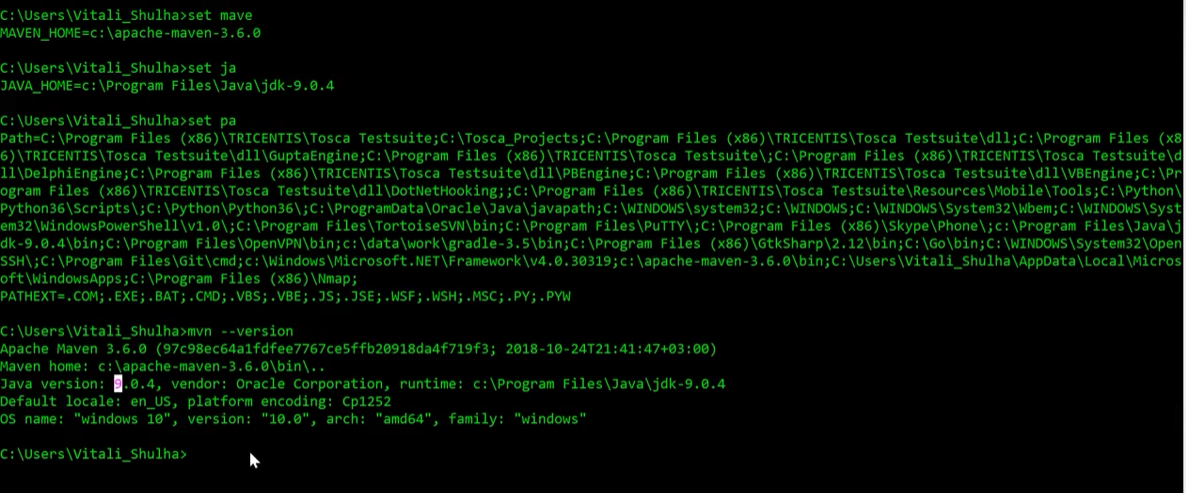 C:\Users\Vitali_Shulha>set mave
MAVEN_HOME=c:\apache-maven-3.6.0
C:\Users\Vitali_Shulha>set ja
JAVA_HOME=c:\Program Files\Java\jdk-9.0.4
C:\Users\Vitali_Shulha>set pa
Path=C:\Program Files (x86)\TRICENTIS\Tosca Testsuite;C:\Tosca_Projects;C:\Program Files (x86)\TRICENTIS\Tosca Testsuite\dll;C:\Program Files (x8
6)\TRICENTIS\Tosca Testsuite\dll\GuptaEngine;C:\Program Files (x86)\TRICENTIS\Tosca Testsuite\;C:\Program Files (x86)\TRICENTIS\Tosca Testsuite\d
ll\DelphiEngine;C:\Program Files (x86)\TRICENTIS\Tosca Testsuite\dll\PBEngine;C:\Program Files (x86)\TRICENTIS\Tosca Testsuite\dll\VBEngine;C:\Pr
ogram Files (x86)\TRICENTIS\Tosca Testsuite\dll\DotNetHooking;;C:\Program Files (x86)\TRICENTIS\Tosca Testsuite\Resources\Mobile\Tools;C:\Python\
Python36\Scripts\;C:\Python\Python36\;C:\ProgramData\Oracle\Java\javapath;C:\WINDOWS\system32;C:\WINDOWS;C:\WINDOWS\System32\Wbem;C:\WINDOWS\Syst
em32\WindowsPowerShell\v1.0\;C:\Program Files\TortoiseSVN\bin;C:\Program Files\PuTTY\;c:\Program Files (x86)\Skype\Phone\;c:\Program Files\Java\j
dk-9.0.4\bin;C:\Program Files\OpenVPN\bin;c:\data\work\gradle-3.5\bin;C:\Program Files (x86)\GtkSharp\2.12\bin;C:\Go\bin;C:\WINDOWS\System32\Open
SSH\;C:\Program Files\Git\cmd;c:\Windows\Microsoft.NET\Framework\v4.0.30319;c:\apache-maven-3.6.0\bin;C:\Users\Vitali_Shulha\AppData\Local\Micros
oft\WindowsApps;C:\Program Files (x86)\Nmap;
PATHEXT=.COM;.EXE;.BAT;.CMD;.VBS;.VBE;.JS;.JSE;.WSF;.WSH;.MSC;.PY;.PYW
C:\Users\Vitali_Shulha>mvn --version
Apache Maven 3.6.0 (97c98ec64a1fdfee7767ce5ffb20918da4f719f3; 2018-10-24T21:41:47+03:00)
Maven home: c:\apache-maven-3.6.0\bin\..
Java version: 9.0.4, vendor: Oracle Corporation, runtime: c:\Program Files\Java\jdk-9.0.4
Default locale: en_US, platform encoding: Cp1252
OS name: "windows 10", version: "10.0", arch: "amd64", family: "windows"
C:\Users\Vitali_Shulha>